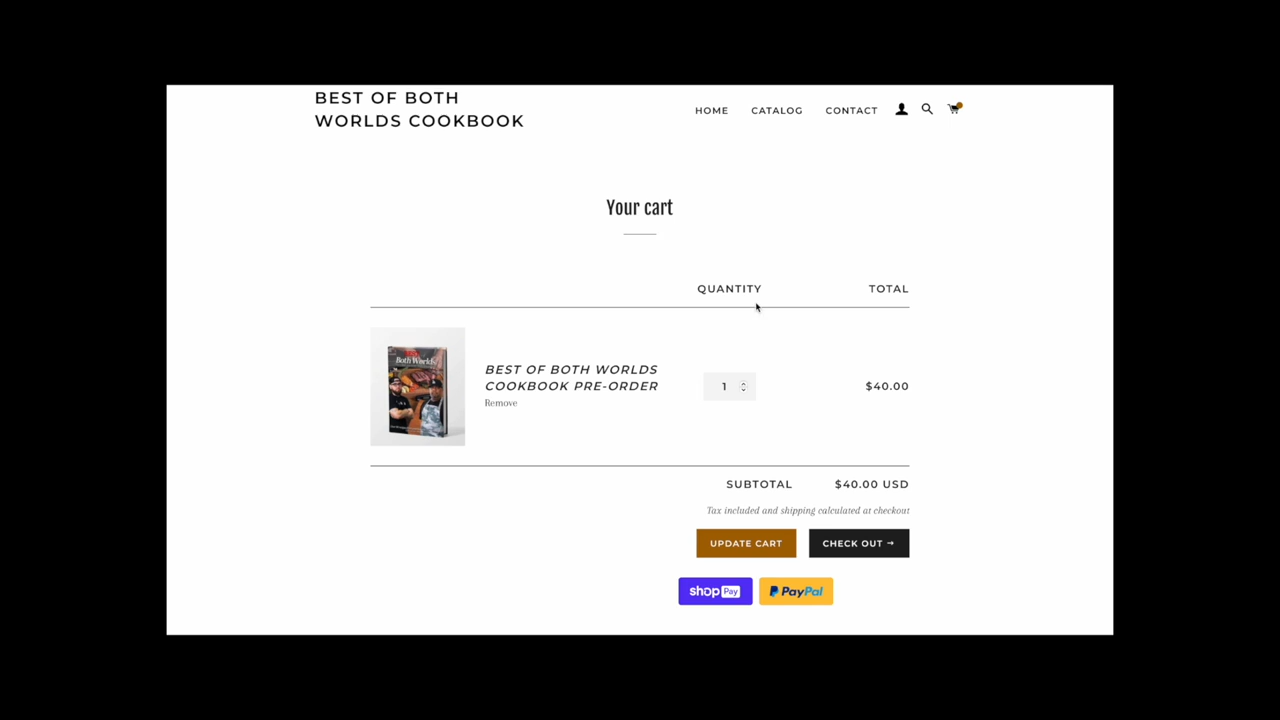 BEST OF BOTH
WORLDS COOKBOOK
HOME CATALOG CONTACT
Your cart
QUANTITY TOTAL
Both Worlds
BEST OF BOTH WORLDS
COOKBOOK PRE-ORDER
Remove
1
$40.00
SUBTOTAL $40.00 USD
Tax included and shipping calculated at checkout
UPDATE CART CHECK OUT →
shop Pay PayPal